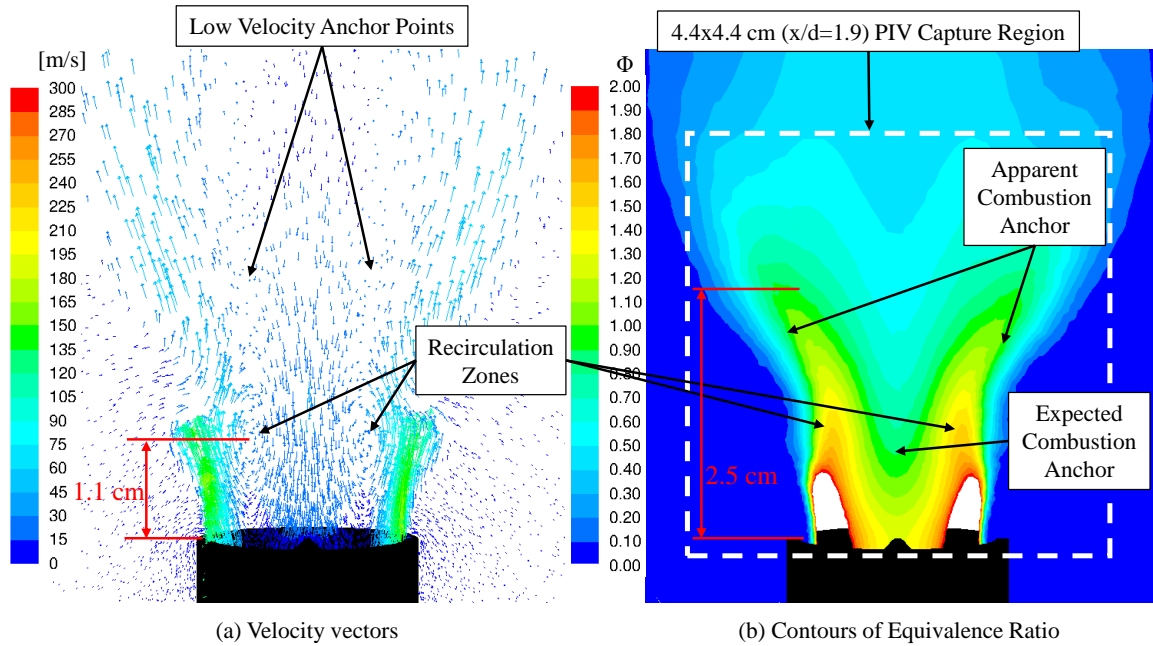 Low Velocity Anchor Points
4.4x4.4 cm (x/d=1.9) PIV Capture Region
[m/s]
300
285
270
255
240
225
210
195
180
165
150
135
120
105
90
75
60
45
30
15
0
1.1 cm
Recirculation
Zones
Φ
2.00
1.90
1.80
1.70
1.60
1.50
1.40
1.30
1.20
1.10
1.00
0.90
0.80
0.70
0.60
0.50
0.40
0.30
0.20
0.10
0.00
Apparent
Combustion
Anchor
Expected
Combustion
Anchor
2.5 cm
(a) Velocity vectors
(b) Contours of Equivalence Ratio